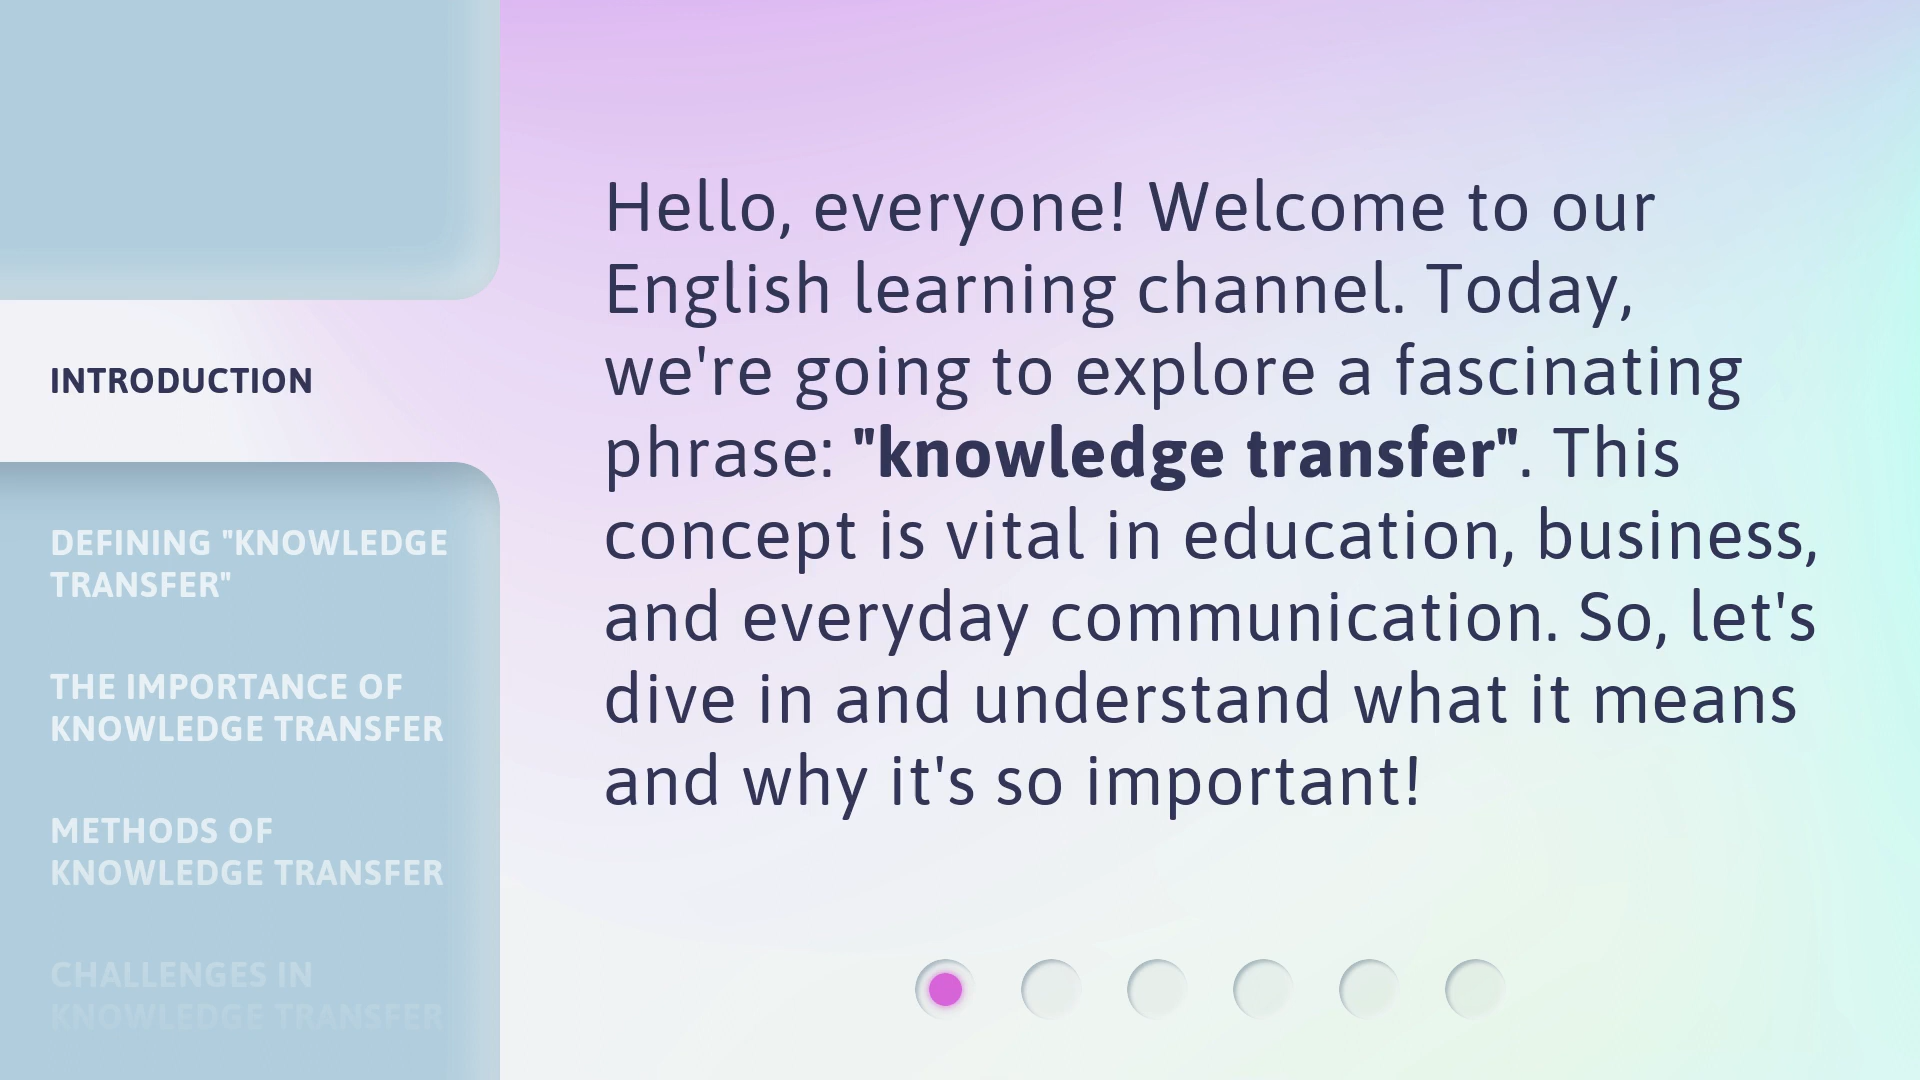 INTRODUCTION
DEFINING "KNOWLEDGE
TRANSFER"
THE IMPORTANCE OF
KNOWLEDGE TRANSFER
METHODS OF
KNOWLEDGE TRANSFER
CHALLENGES IN
KNOWLEDGE TRANSFER
Hello, everyone! Welcome to our
English learning channel. Today,
we're going to explore a fascinating
phrase: "knowledge transfer". This
concept is vital in education, business,
and everyday communication. So, let's
dive in and understand what it means
and why it's so important!